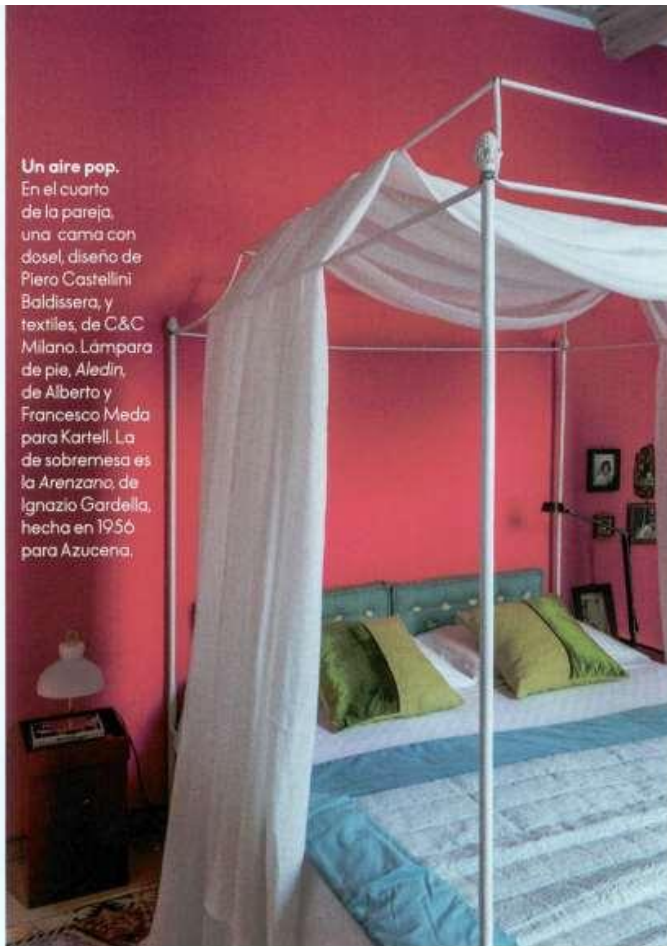 Un aire pop.
En el cuarto
de la pareja,
una cama con
dosel, diseño de
Piero Castellini
Baldissera, y
textiles, de C&C
Milano. Lámpara
de pie, Aledin,
de Alberto y
Francesco Meda
para Kartell. La
de sobremesa es
la Arenzano, de
Ignazio Gardella,
hecha en 1956
para Azucena.